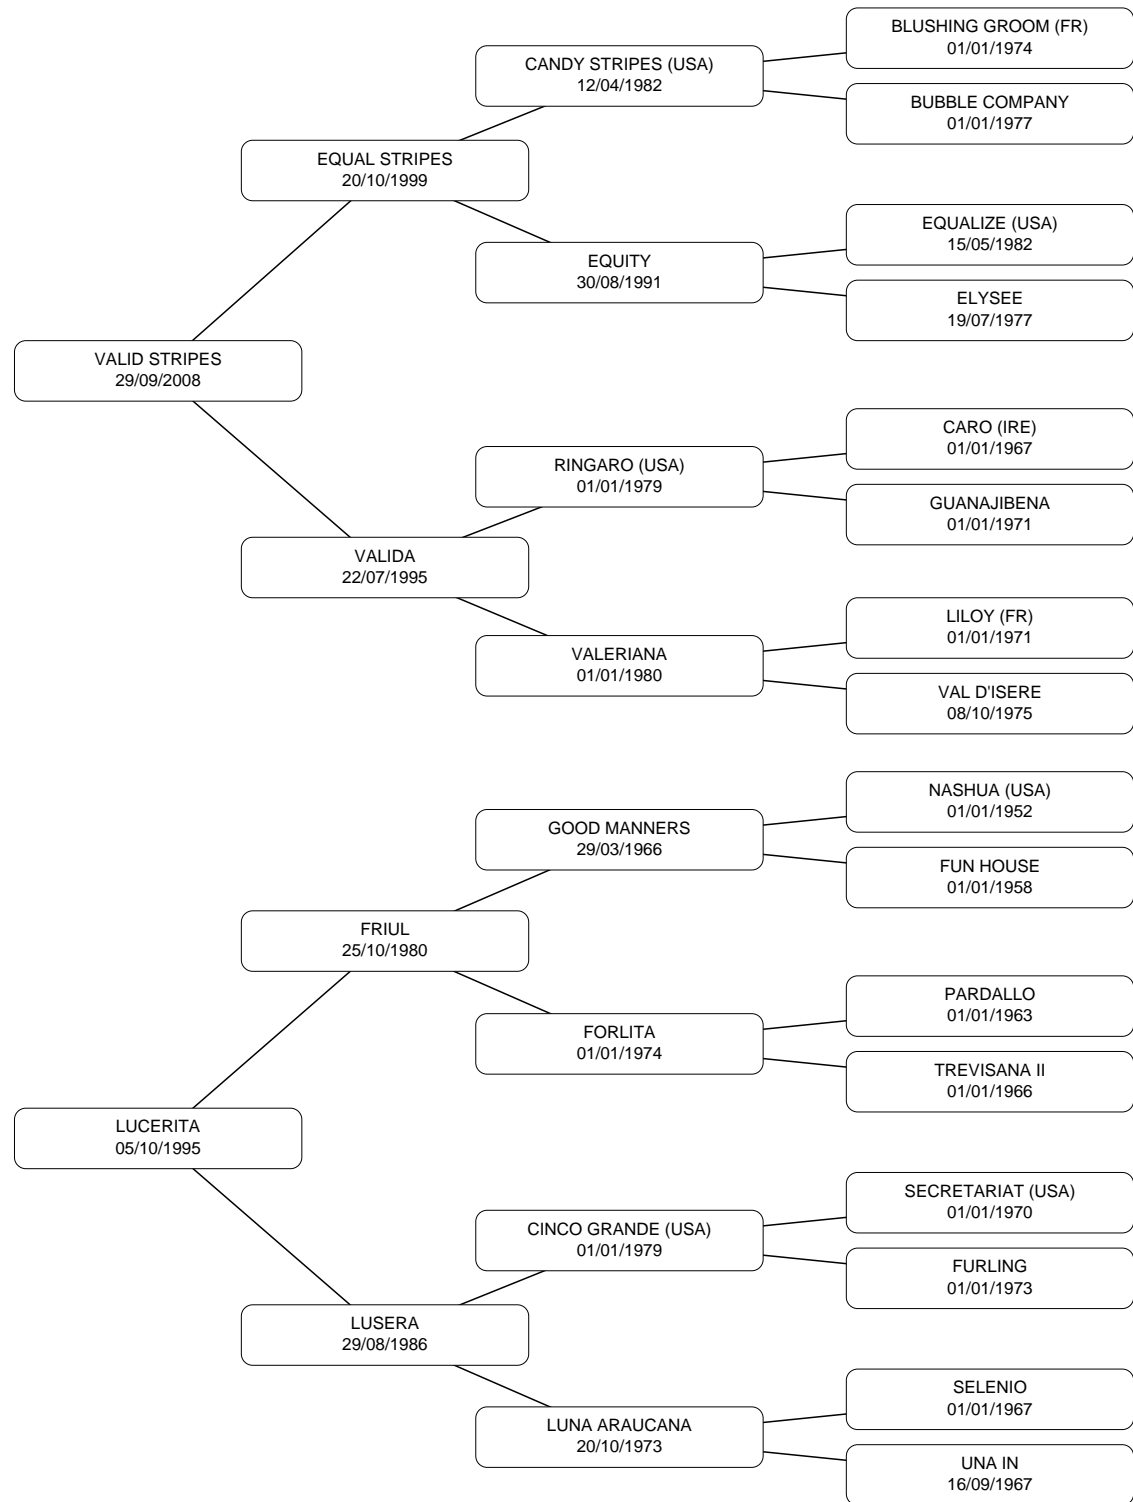 BLUSHING GROOM (FR)
01/01/1974
CANDY STRIPES (USA)
12/04/1982
BUBBLE COMPANY
01/01/1977
EQUAL STRIPES
20/10/1999
EQUALIZE (USA)
15/05/1982
EQUITY
30/08/1991
ELYSEE
19/07/1977
VALID STRIPES
29/09/2008
CARO (IRE)
01/01/1967
RINGARO (USA)
01/01/1979
GUANAJIBENA
01/01/1971
VALIDA
22/07/1995
LILOY (FR)
01/01/1971
VALERIANA
01/01/1980
VAL D'ISERE
08/10/1975
NASHUA (USA)
01/01/1952
GOOD MANNERS
29/03/1966
FUN HOUSE
01/01/1958
FRIUL
25/10/1980
PARDALLO
01/01/1963
FORLITA
01/01/1974
TREVISANA II
01/01/1966
LUCERITA
05/10/1995
SECRETARIAT (USA)
01/01/1970
CINCO GRANDE (USA)
01/01/1979
FURLING
01/01/1973
LUSERA
29/08/1986
SELENIO
01/01/1967
LUNA ARAUCANA
20/10/1973
UNA IN
16/09/1967